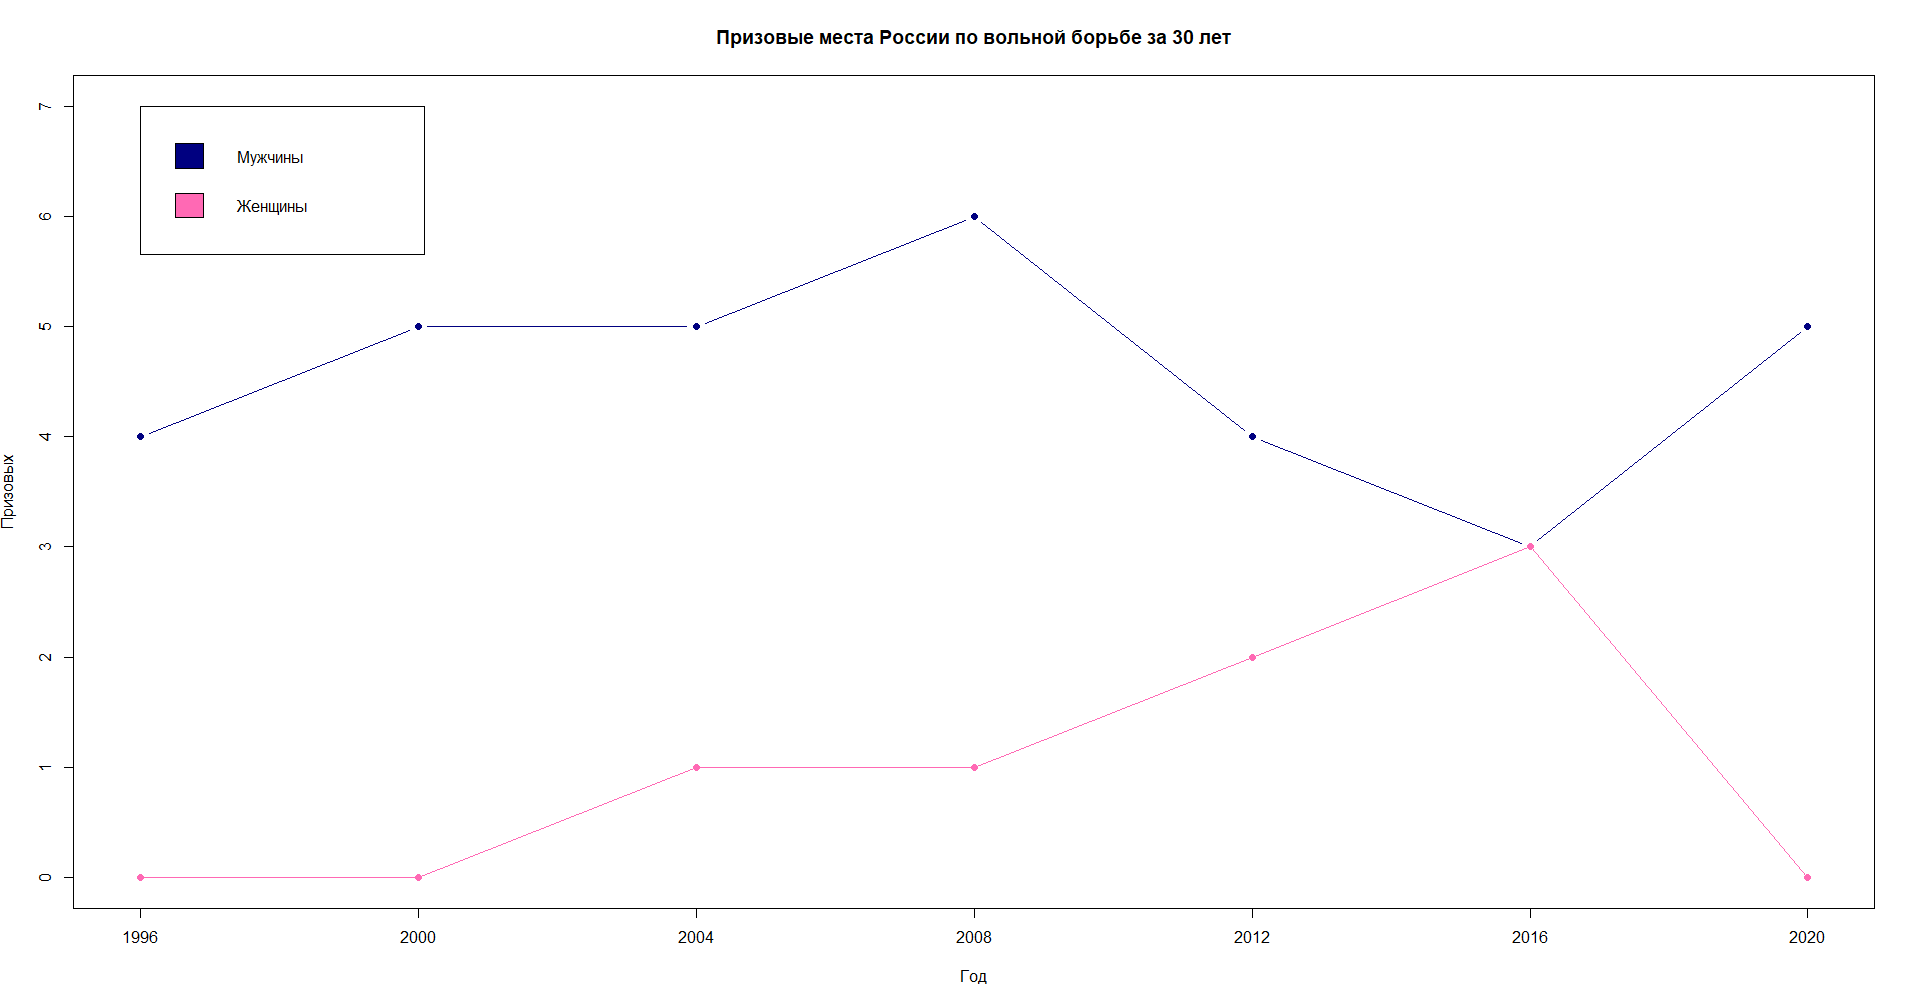 Призовые места России по вольной борьбе за 30 лет
Мужчины
Женщины
Призовых
7
6
5
4
3
2
1
0
1996 2000 2004 2008 2012 2016 2020
Год